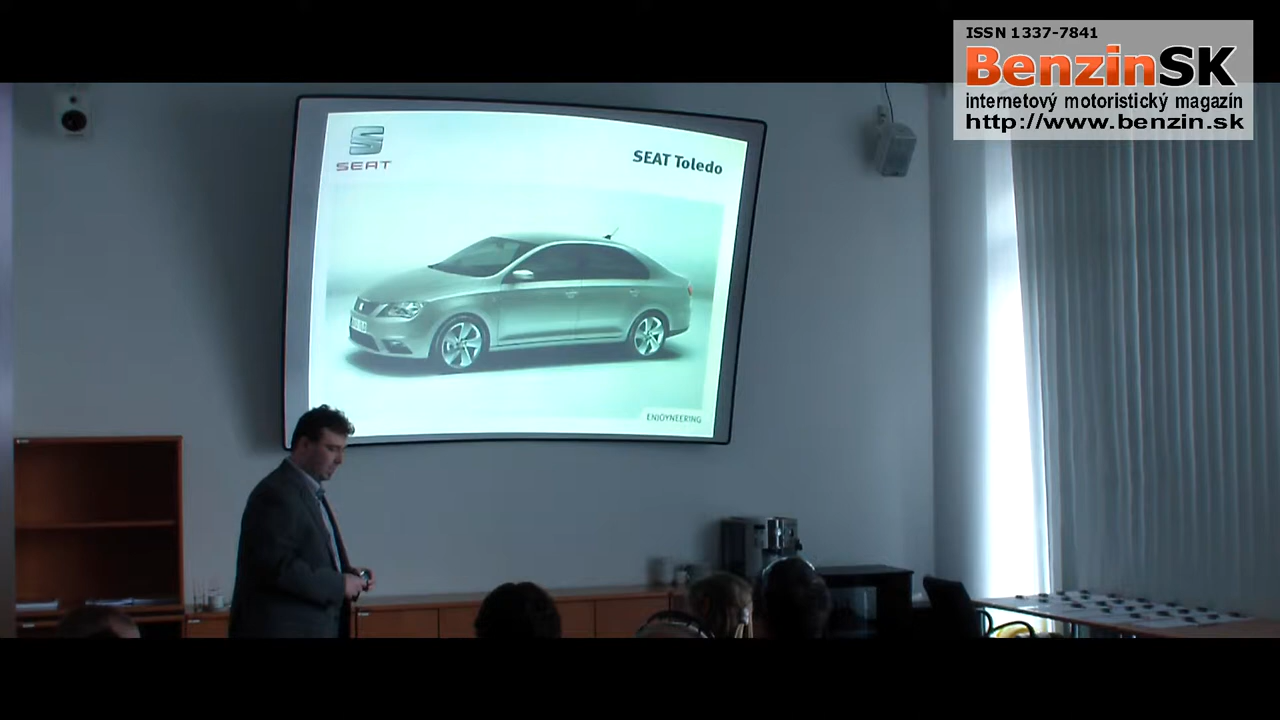 ISSN 1337-7841
BenzinSK
internetový motoristický magazín
http://www.benzin.sk
SEAT
SEAT Toledo
ENJOYNEERING